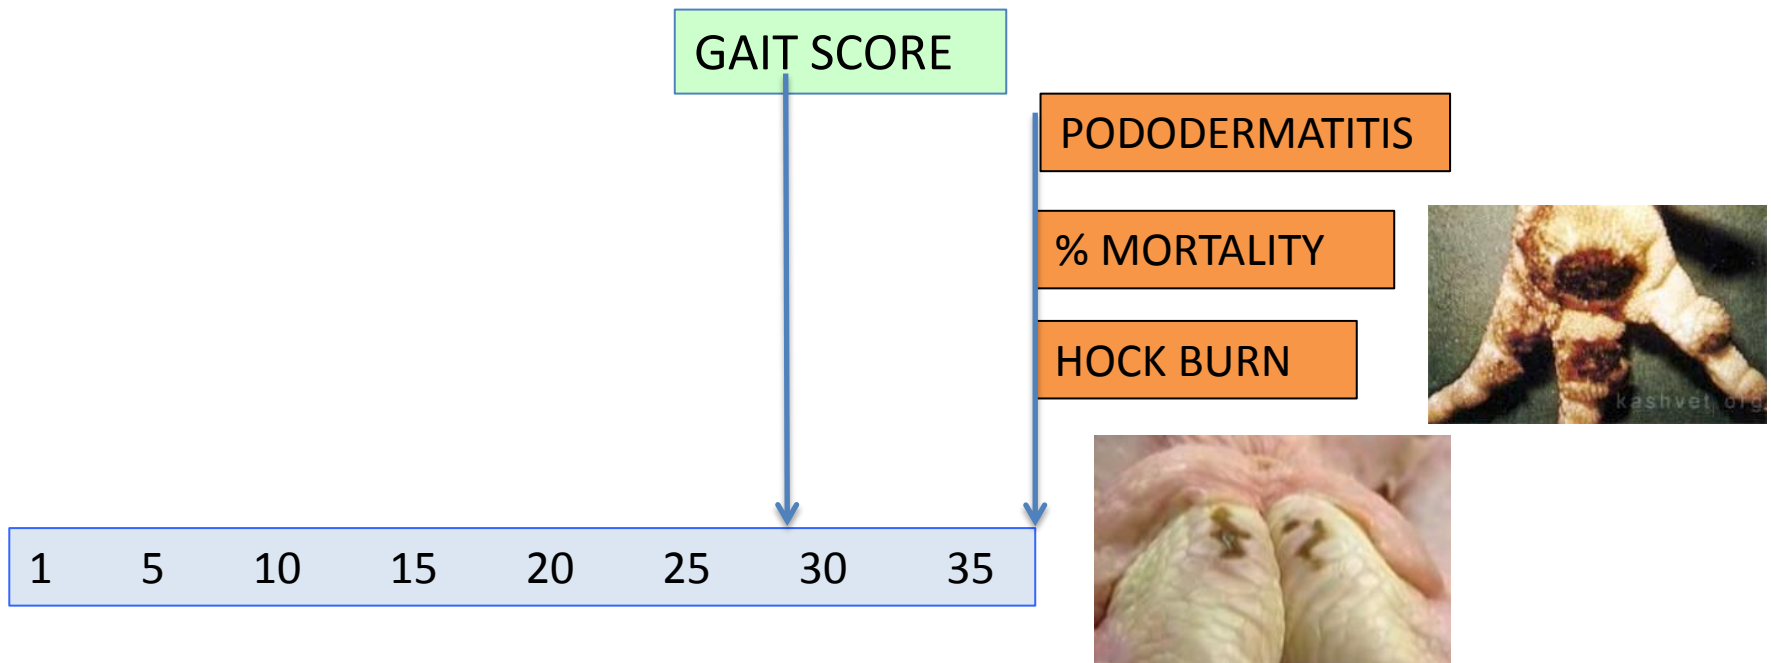 GAIT SCORE
PODODERMATITIS
% MORTALITY
HOCK BURN
kashvet org
1 5 10 15 20 25 30 35